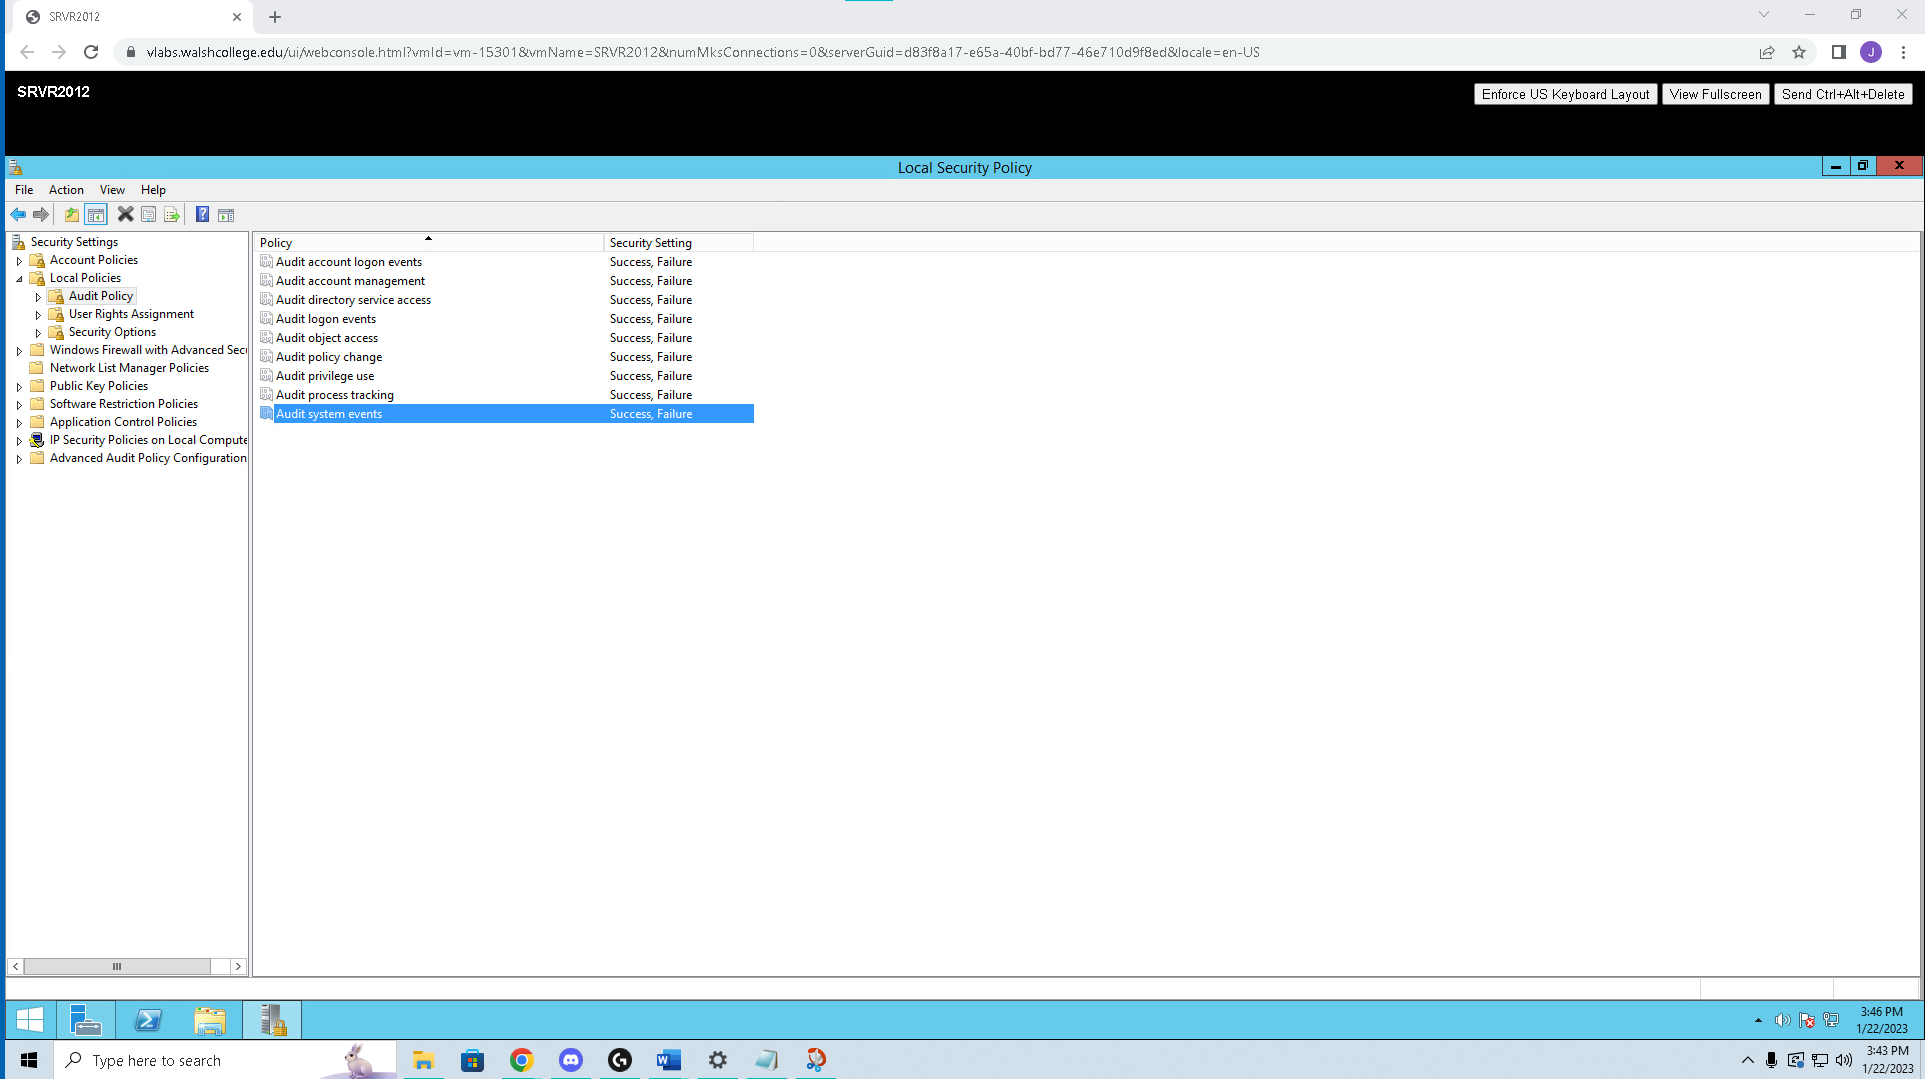 SRVR2012
vlabs.walshcollege.edu/ui/webconsole.html?vmId=vm-15301&vmName=SRVR2012&numMksConnections=0&serverGuid=d83f8a17-e65a-40bf-bd77-46e710d9f8ed&locale=en-US
J
SRVR2012
Enforce US Keyboard Layout View Fullscreen Send Ctrl+Alt+Delete
Local Security Policy
File Action View Help
Security Settings
Account Policies
Local Policies
Audit Policy
User Rights Assignment
Security Options
Windows Firewall with Advanced Secu
Network List Manager Policies
Public Key Policies
Software Restriction Policies
Application Control Policies
IP Security Policies on Local Compute
Advanced Audit Policy Configuration
Policy Security Setting
Audit account logon events Success, Failure
Audit account management Success, Failure
Audit directory service access Success, Failure
Audit logon events Success, Failure
Audit object access Success, Failure
Audit policy change Success, Failure
Audit privilege use Success, Failure
Audit process tracking Success, Failure
Audit system events Success, Failure
3:46 PM
1/22/2023
Type here to search
3:43 PM
1/22/2023